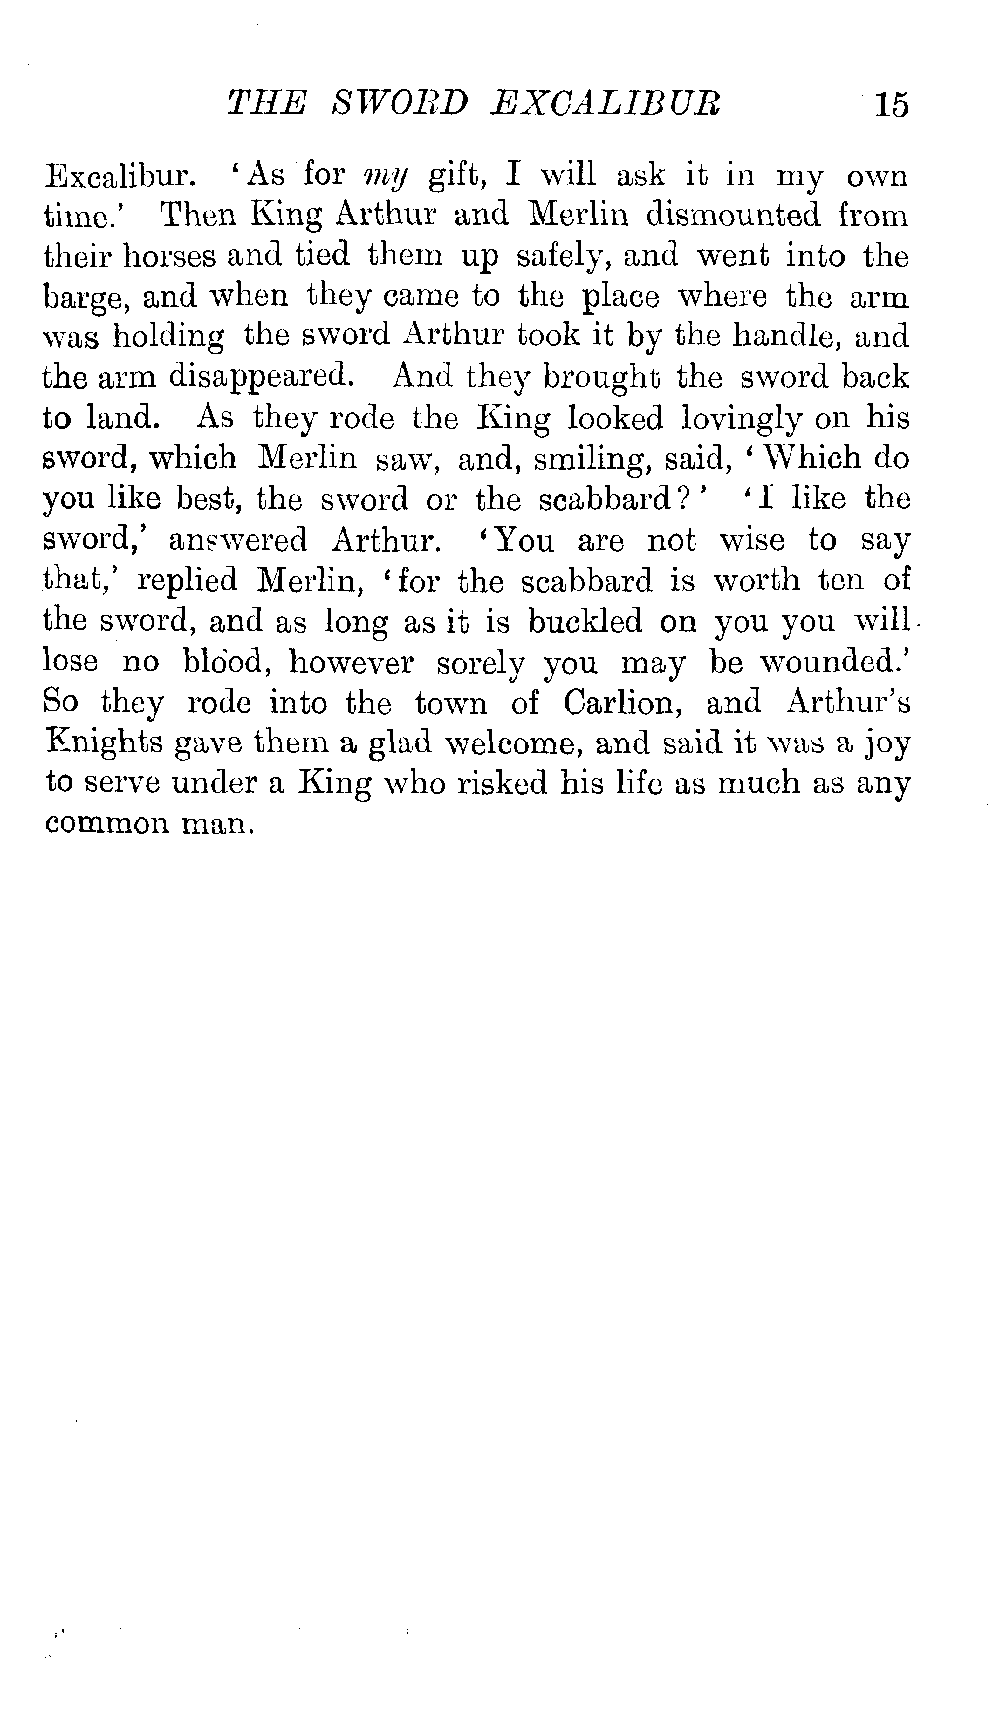 THE SWORD EXCALIBUR 15
Excalibur. ‘As for my gift, I will ask it in my own
time.’ Then King Arthur and Merlin dismounted from
their horses and tied them up safely, and went into the
barge, and when they came to the place where the arm
was holding the sword Arthur took it by the handle, and
the arm disappeared. And they brought the sword back
to land. As they rode the King looked lovingly on his
sword, which Merlin saw, and, smiling, said, ‘Which do
you like best, the sword or the scabbard?’ ‘I like the
sword,’ answered Arthur. ‘You are not wise to say
that,’ replied Merlin, ‘for the scabbard is worth ten of
the sword, and as long as it is buckled on you you will
lose no blood, however sorely you may be wounded.’
So they rode into the town of Carlion, and Arthur’s
Knights gave them a glad welcome, and said it was a joy
to serve under a King who risked his life as much as any
common man.